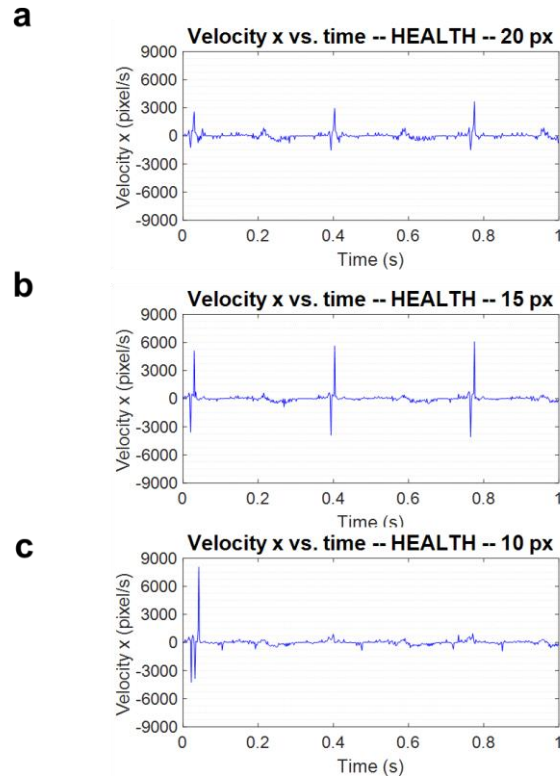 a
Velocity x vs. time -- HEALTH -- 20 px
Velocity x (pixel/s)
9000
6000
3000
0
-3000
-6000
-9000
0 0.2 0.4 0.6 0.8 1
Time (s)
b
Velocity x vs. time -- HEALTH -- 15 px
Velocity x (pixel/s)
9000
6000
3000
0
-3000
-6000
-9000
0 0.2 0.4 0.6 0.8 1
Time (s)
c
Velocity x vs. time -- HEALTH -- 10 px
Velocity x (pixel/s)
9000
6000
3000
0
-3000
-6000
-9000
0 0.2 0.4 0.6 0.8 1
Time (s)